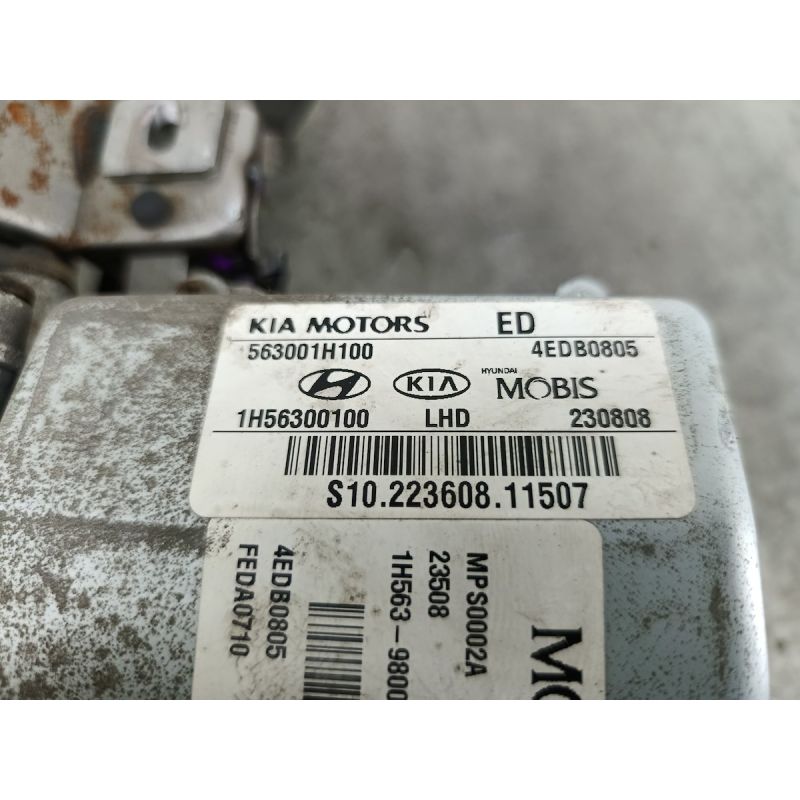 KIA MOTORS ED
563001H100 4EDB0805
KIA HYUNDAI MOBIS
1H56300100 LHD 230808
S10.223608.11507
MPS0002A
23508
1H563-9800
4EDB0805
FEDA0710